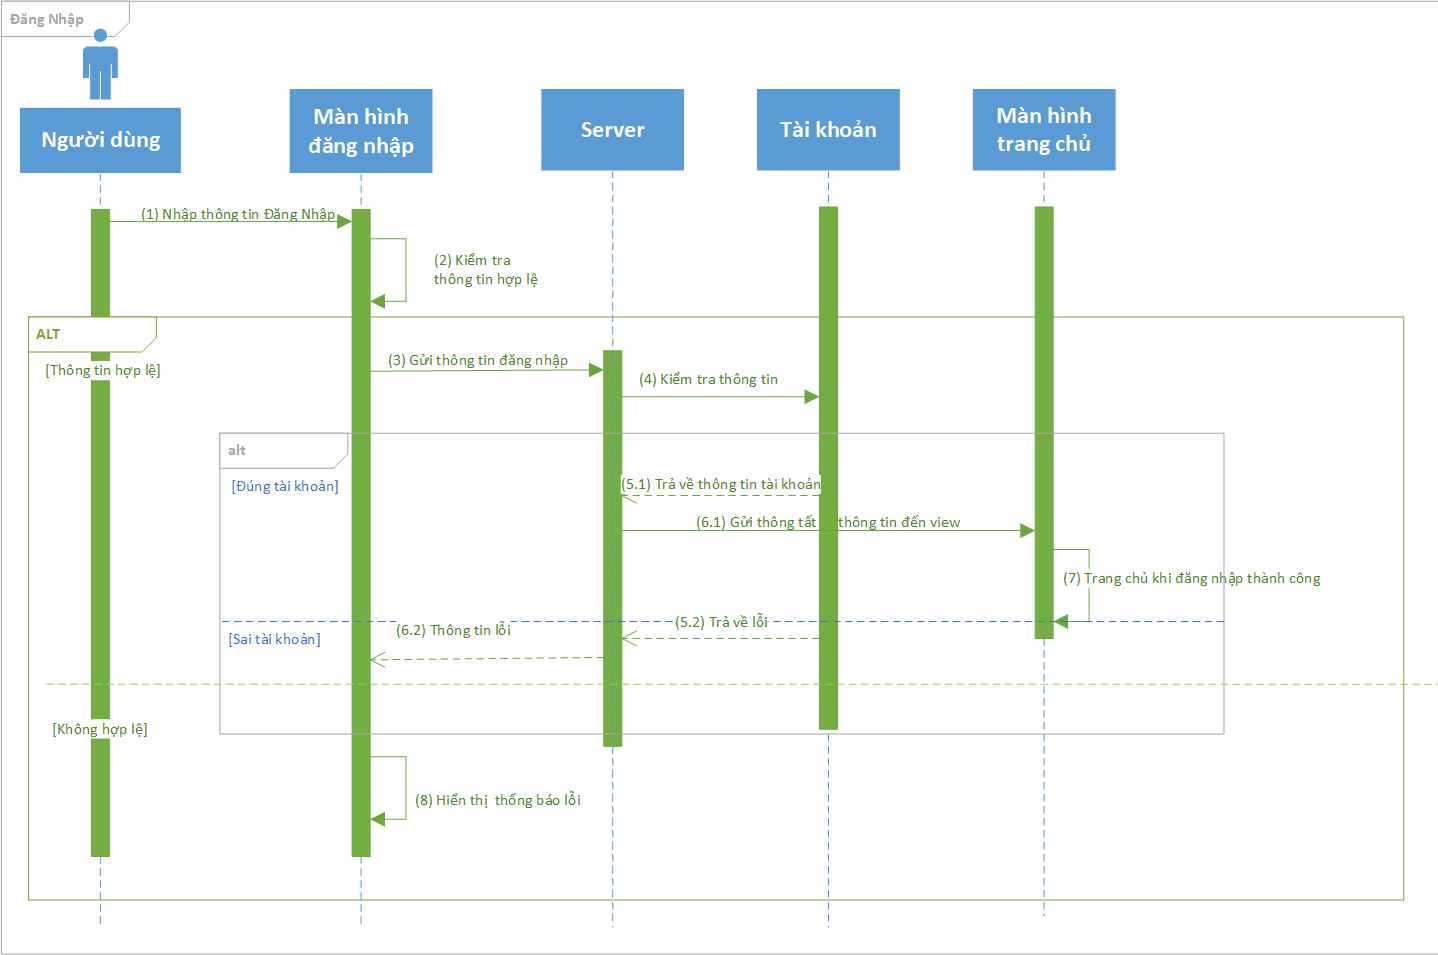 Đăng Nhập
Người dùng
Màn hình
đăng nhập
Server
Tài khoản
Màn hình
trang chủ
(1) Nhập thông tin Đăng Nhập
(2) Kiểm tra
thông tin hợp lệ
ALT
[Thông tin hợp lệ]
(3) Gửi thông tin đăng nhập
(4) Kiểm tra thông tin
alt
[Đúng tài khoản]
(5.1) Trả về thông tin tài khoản
(6.1) Gửi thông tất thông tin đến view
(7) Trang chủ khi đăng nhập thành công
(5.2) Trả về lỗi
(6.2) Thông tin lỗi
[Sai tài khoản]
[Không hợp lệ]
(8) Hiển thị thống báo lỗi